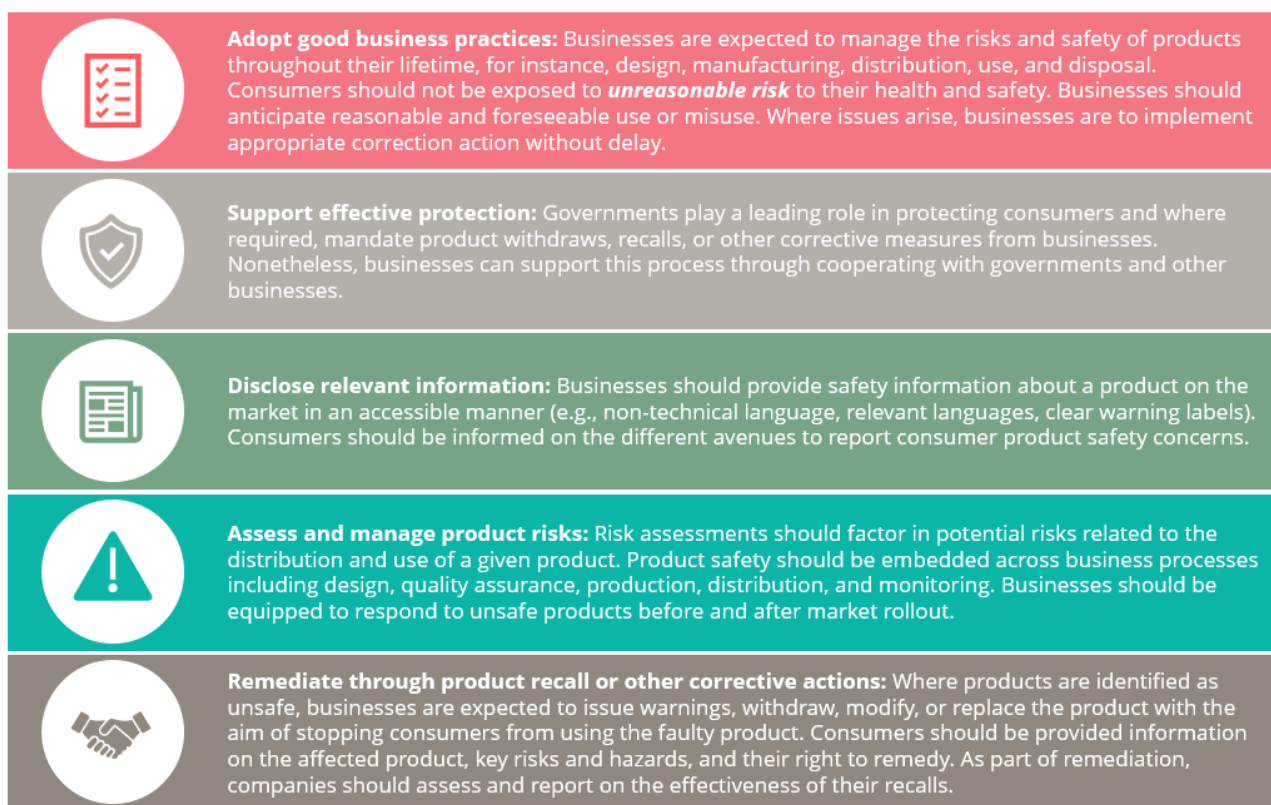 Adopt good business practices: Businesses are expected to manage the risks and safety of products
throughout their lifetime, for instance, design, manufacturing, distribution, use, and disposal.
Consumers should not be exposed to unreasonable risk to their health and safety. Businesses should
anticipate reasonable and foreseeable use or misuse. Where issues arise, businesses are to implement
appropriate correction action without delay.
Support effective protection: Governments play a leading role in protecting consumers and where
required, mandate product withdraws, recalls, or other corrective measures from businesses.
Nonetheless, businesses can support this process through cooperating with governments and other
businesses.
Disclose relevant information: Businesses should provide safety information about a product on the
market in an accessible manner (e.g., non-technical language, relevant languages, clear warning labels).
Consumers should be informed on the different avenues to report consumer product safety concerns.
Assess and manage product risks: Risk assessments should factor in potential risks related to the
distribution and use of a given product. Product safety should be embedded across business processes
including design, quality assurance, production, distribution, and monitoring. Businesses should be
equipped to respond to unsafe products before and after market rollout.
Remediate through product recall or other corrective actions: Where products are identified as
unsafe, businesses are expected to issue warnings, withdraw, modify, or replace the product with the
aim of stopping consumers from using the faulty product. Consumers should be provided information
on the affected product, key risks and hazards, and their right to remedy. As part of remediation,
companies should assess and report on the effectiveness of their recalls.